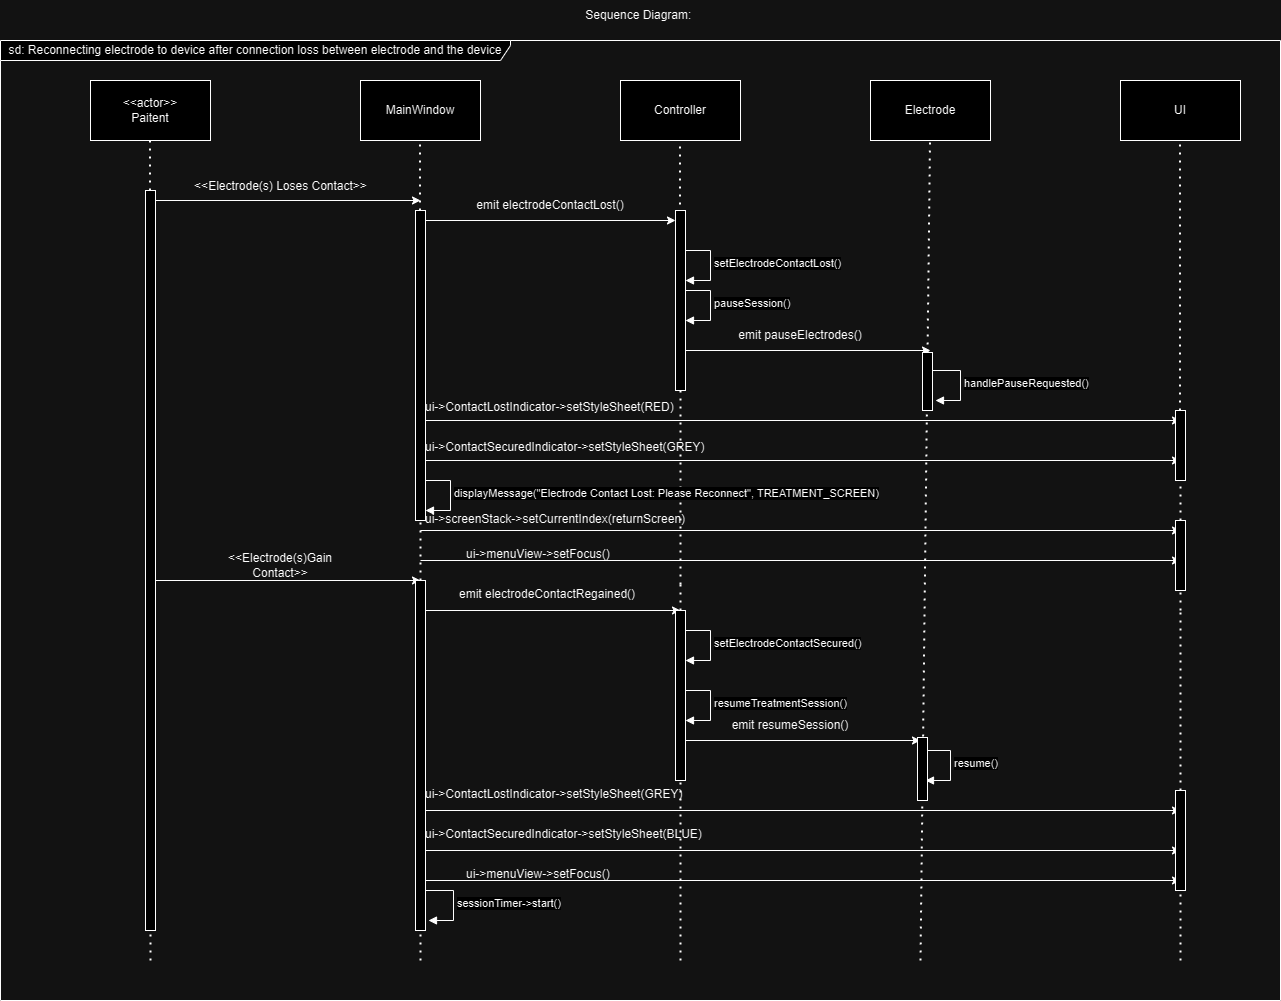 Sequence Diagram:
sd: Reconnecting electrode to device after connection loss between electrode and the device
<<actor>>
Paitent
MainWindow
Controller
Electrode
UI
<<Electrode(s) Loses Contact>>
emit electrodeContactLost()
setElectrodeContactLost()
pauseSession()
emit pauseElectrodes()
handlePauseRequested()
ui->ContactLostIndicator->setStyleSheet(RED)
ui->ContactSecuredIndicator->setStyleSheet(GREY)
displayMessage("Electrode Contact Lost: Please Reconnect", TREATMENT_SCREEN)
ui->screenStack->setCurrentIndex(returnScreen)
ui->menuView->setFocus()
<<Electrode(s)Gain
Contact>>
emit electrodeContactRegained()
setElectrodeContactSecured()
resumeTreatmentSession()
emit resumeSession()
resume()
ui->ContactLostIndicator->setStyleSheet(GREY)
ui->ContactSecuredIndicator->setStyleSheet(BLUE)
ui->menuView->setFocus()
sessionTimer->start()